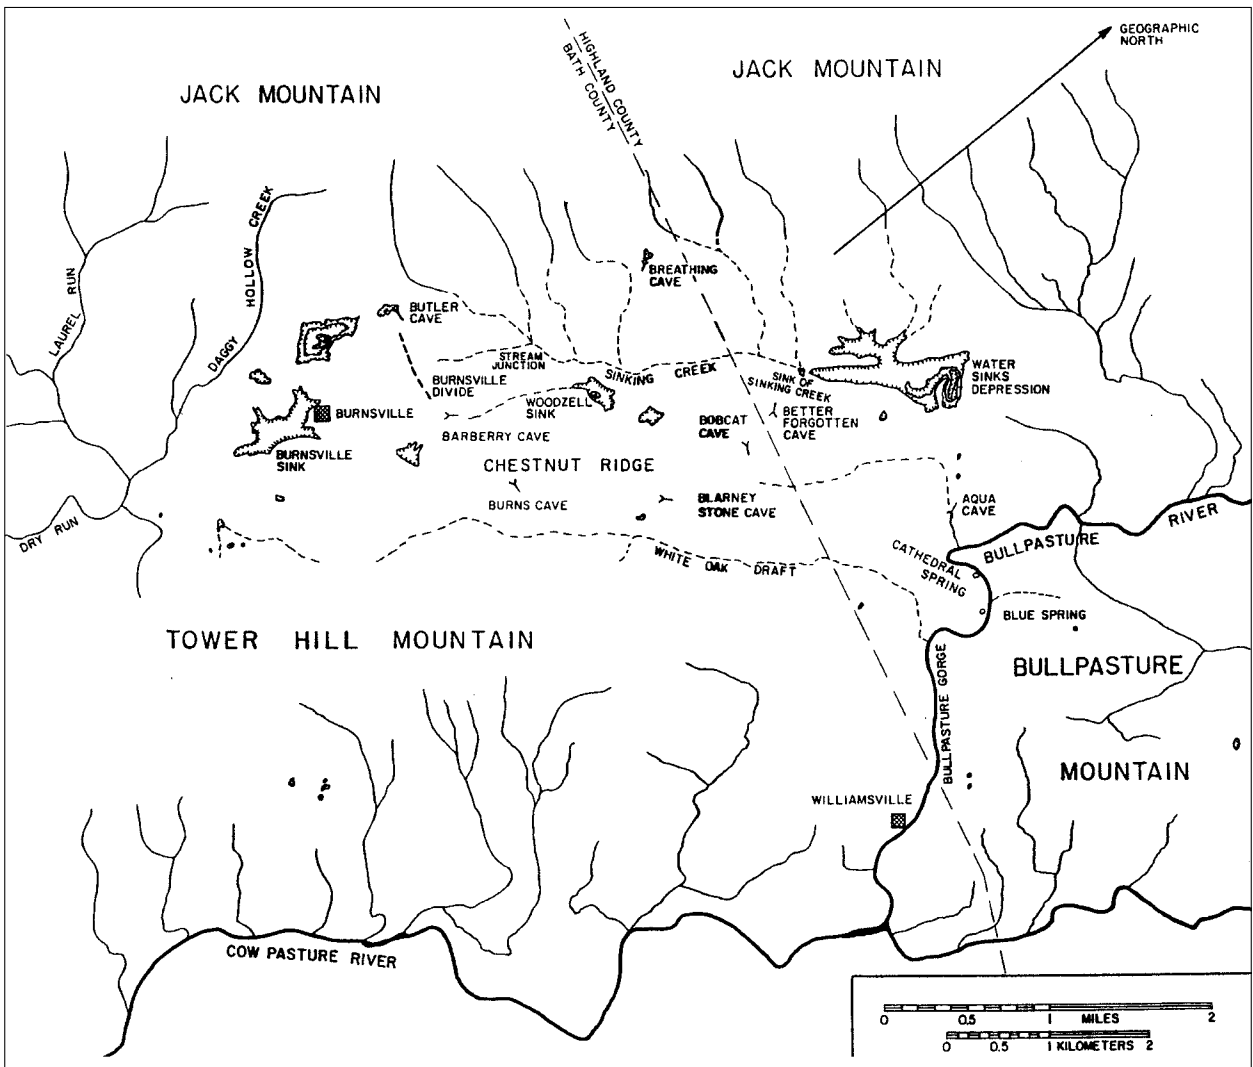 GEOGRAPHIC
NORTH
HIGHLAND COUNTY
BATH COUNTY
JACK MOUNTAIN
JACK MOUNTAIN
LAUREL RUN
DAGGY HOLLOW CREEK
BREATHING
CAVE
BUTLER
CAVE
STREAM
JUNCTION
SINKING CREEK
SINK OF
SINKING CREEK
WATER
SINKS
DEPRESSION
BURNSVILLE
DIVIDE
WOODZELL
SINK
BURNSVILLE
BOBCAT
CAVE
BETTER
FORGOTTEN
CAVE
BARBERRY CAVE
BURNSVILLE
SINK
CHESTNUT RIDGE
BURNS CAVE
BLARNEY
STONE CAVE
AQUA
CAVE
DRY RUN
BULLPASTURE RIVER
WHITE OAK DRAFT
CATHEDRAL
SPRING
BLUE SPRING
TOWER HILL MOUNTAIN
BULLPASTURE
MOUNTAIN
BULLPASTURE GORGE
WILLIAMSVILLE
COW PASTURE RIVER
0 0.5 1 MILES 2
0 0.5 1 KILOMETERS 2